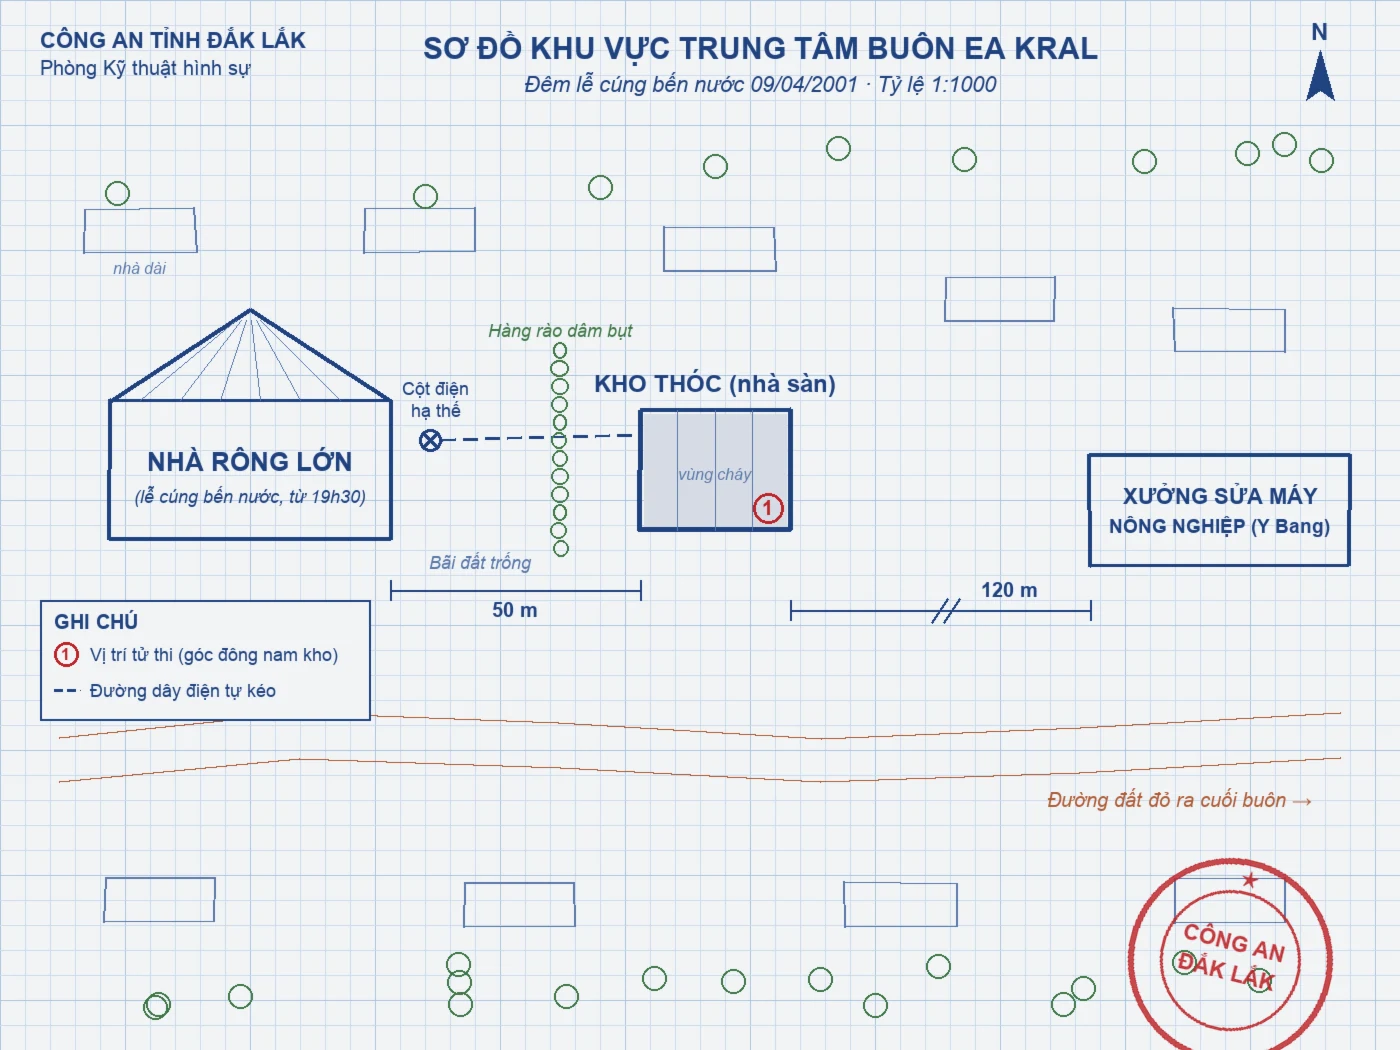 CÔNG AN TỈNH ĐẮK LẮK
Phòng Kỹ thuật hình sự
SƠ ĐỒ KHU VỰC TRUNG TÂM BUÔN EA KRAL
Đêm lễ cúng bến nước 09/04/2001 · Tỷ lệ 1:1000
N
nhà dài
Hàng rào dâm bụt
Cột điện
hạ thế
KHO THÓC (nhà sàn)
NHÀ RÔNG LỚN
(lễ cúng bến nước, từ 19h30)
vùng cháy
1
XƯỞNG SỬA MÁY
NÔNG NGHIỆP (Y Bang)
Bãi đất trống
50 m
120 m
GHI CHÚ
1 Vị trí tử thi (góc đông nam kho)
Đường dây điện tự kéo
Đường đất đỏ ra cuối buôn →
CÔNG AN
ĐẮK LẮK